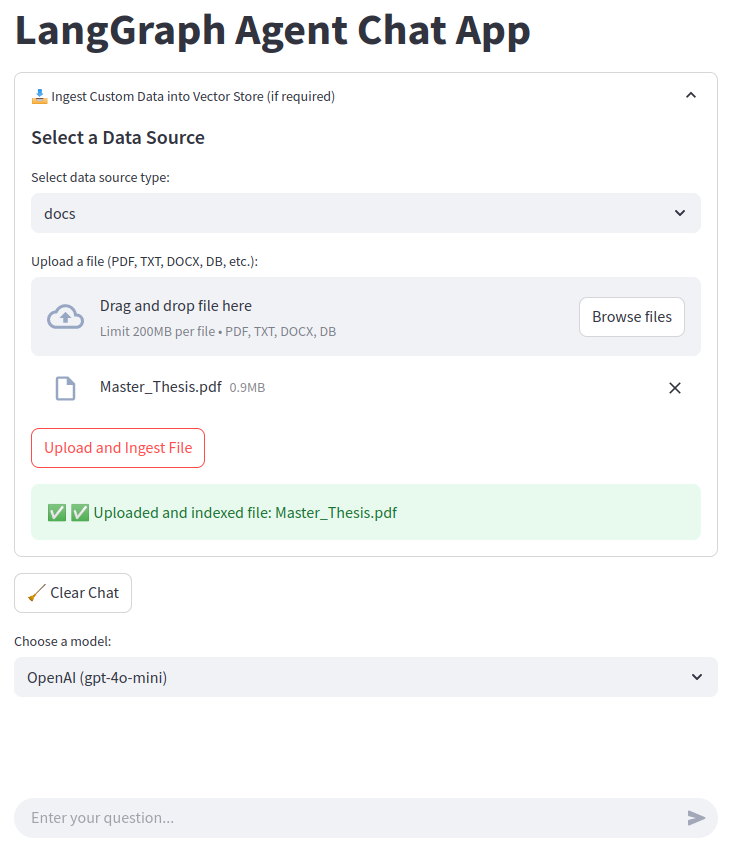 LangGraph Agent Chat App
📥 Ingest Custom Data into Vector Store (if required)
Select a Data Source
Select data source type:
docs
Upload a file (PDF, TXT, DOCX, DB, etc.):
Drag and drop file here
Limit 200MB per file • PDF, TXT, DOCX, DB
Browse files
Master_Thesis.pdf 0.9MB
Upload and Ingest File
✅ ✅ Uploaded and indexed file: Master_Thesis.pdf
🧹 Clear Chat
Choose a model:
OpenAI (gpt-4o-mini)
Enter your question...